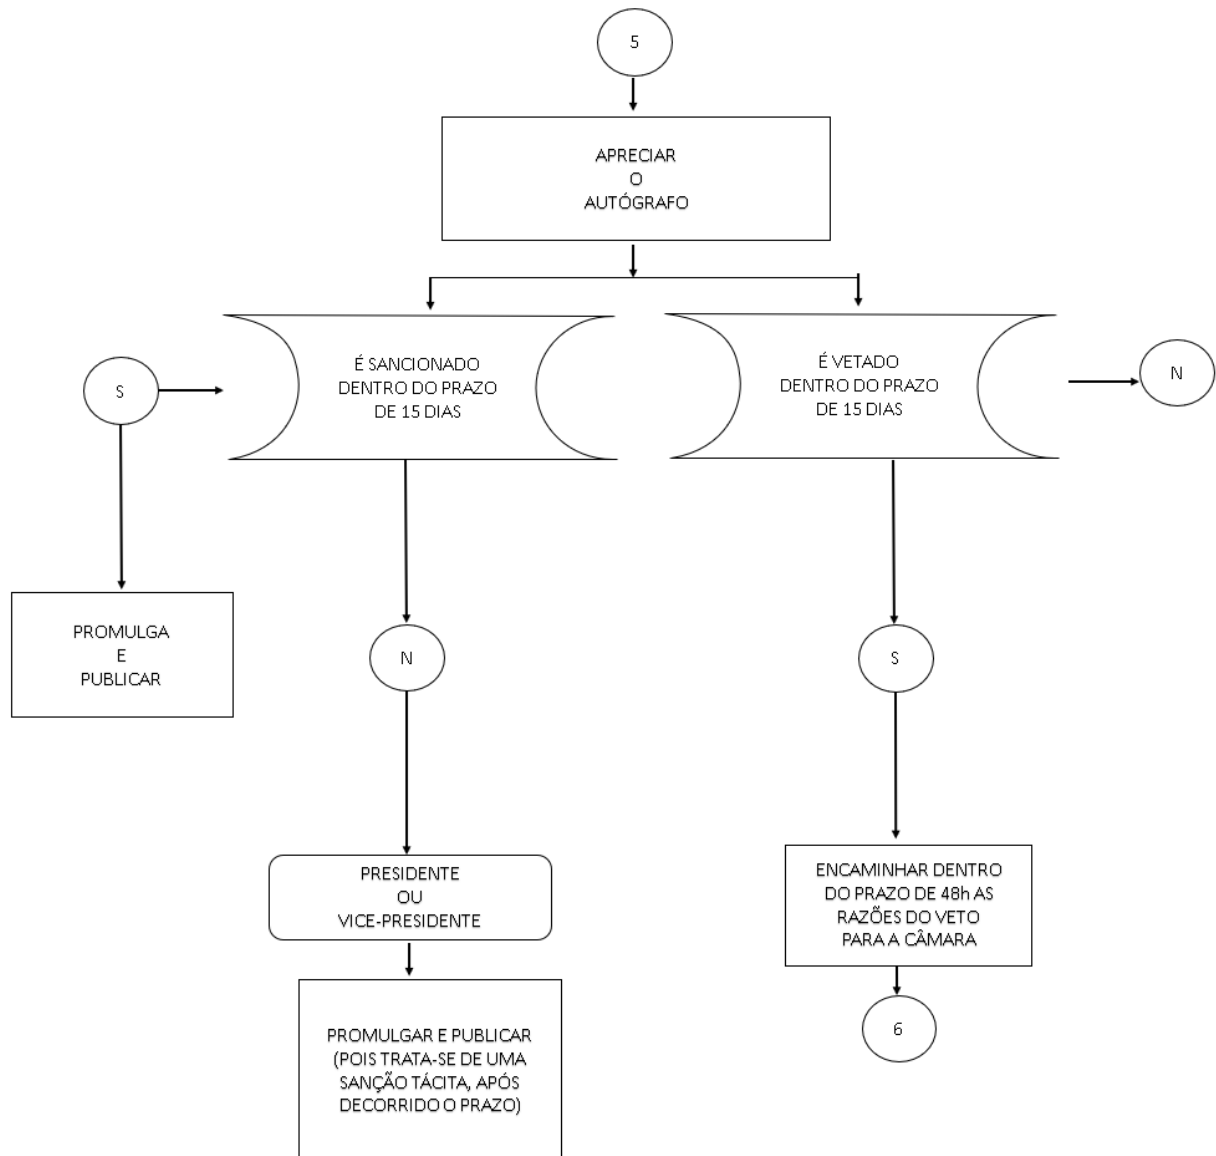 5
APRECIAR
O
AUTÓGRAFO
É SANCIONADO
DENTRO DO PRAZO
DE 15 DIAS
É VETADO
DENTRO DO PRAZO
DE 15 DIAS
S
N
PROMULGA
E
PUBLICAR
N
S
PRESIDENTE
OU
VICE-PRESIDENTE
ENCAMINHAR DENTRO
DO PRAZO DE 48h AS
RAZÕES DO VETO
PARA A CÂMARA
PROMULGAR E PUBLICAR
(POIS TRATA-SE DE UMA
SANÇÃO TÁCITA, APÓS
DECORRIDO O PRAZO)
6